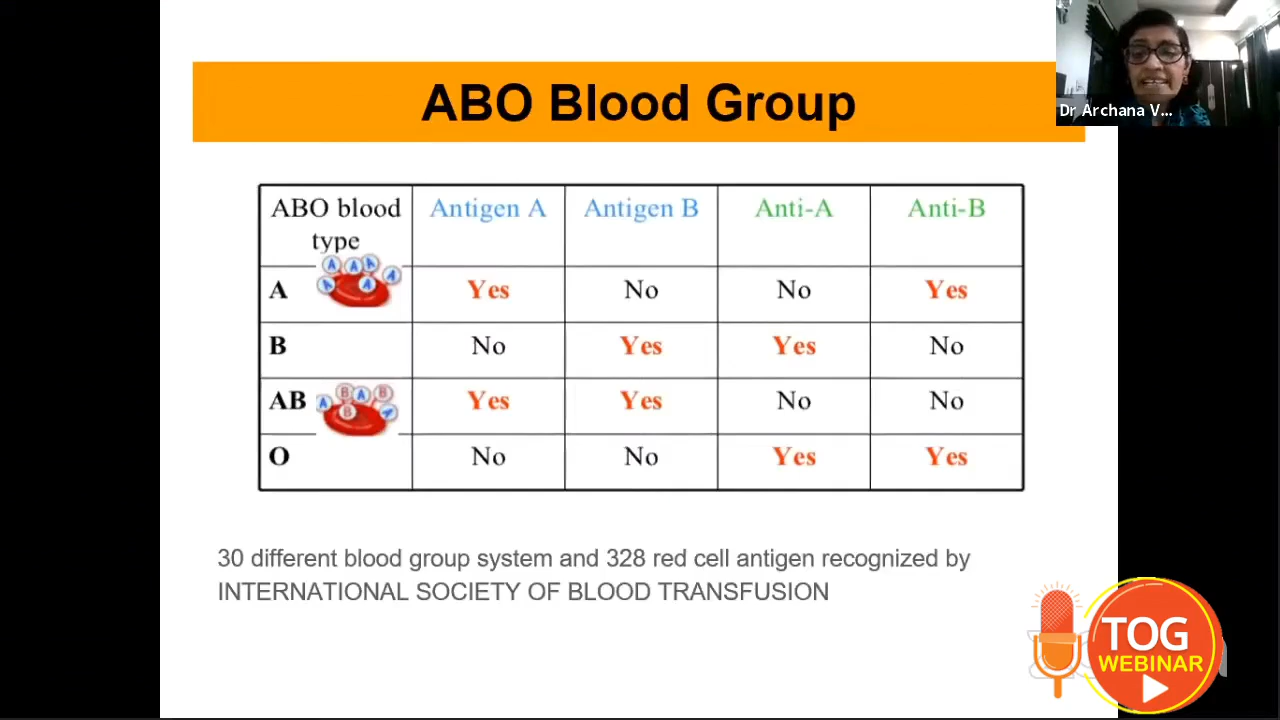 ABO Blood Group
Dr Archana V...
ABO blood type Antigen A Antigen B Anti-A Anti-B
A Yes No No Yes
B No Yes Yes No
AB Yes Yes No No
O No No Yes Yes
A A A A A A
A B A B B A
30 different blood group system and 328 red cell antigen recognized by
INTERNATIONAL SOCIETY OF BLOOD TRANSFUSION
TOG
WEBINAR